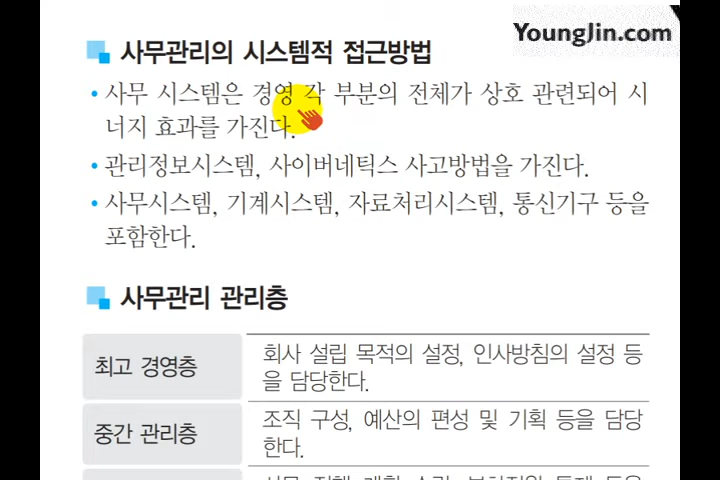 YoungJin.com
사무관리의 시스템적 접근방법
• 사무 시스템은 경영 각 부분의 전체가 상호 관련되어 시
너지 효과를 가진다.
• 관리정보시스템, 사이버네틱스 사고방법을 가진다.
• 사무시스템, 기계시스템, 자료처리시스템, 통신기구 등을
포함한다.
사무관리 관리층
최고 경영층
회사 설립 목적의 설정, 인사방침의 설정 등
을 담당한다.
중간 관리층
조직 구성, 예산의 편성 및 기획 등을 담당
한다.